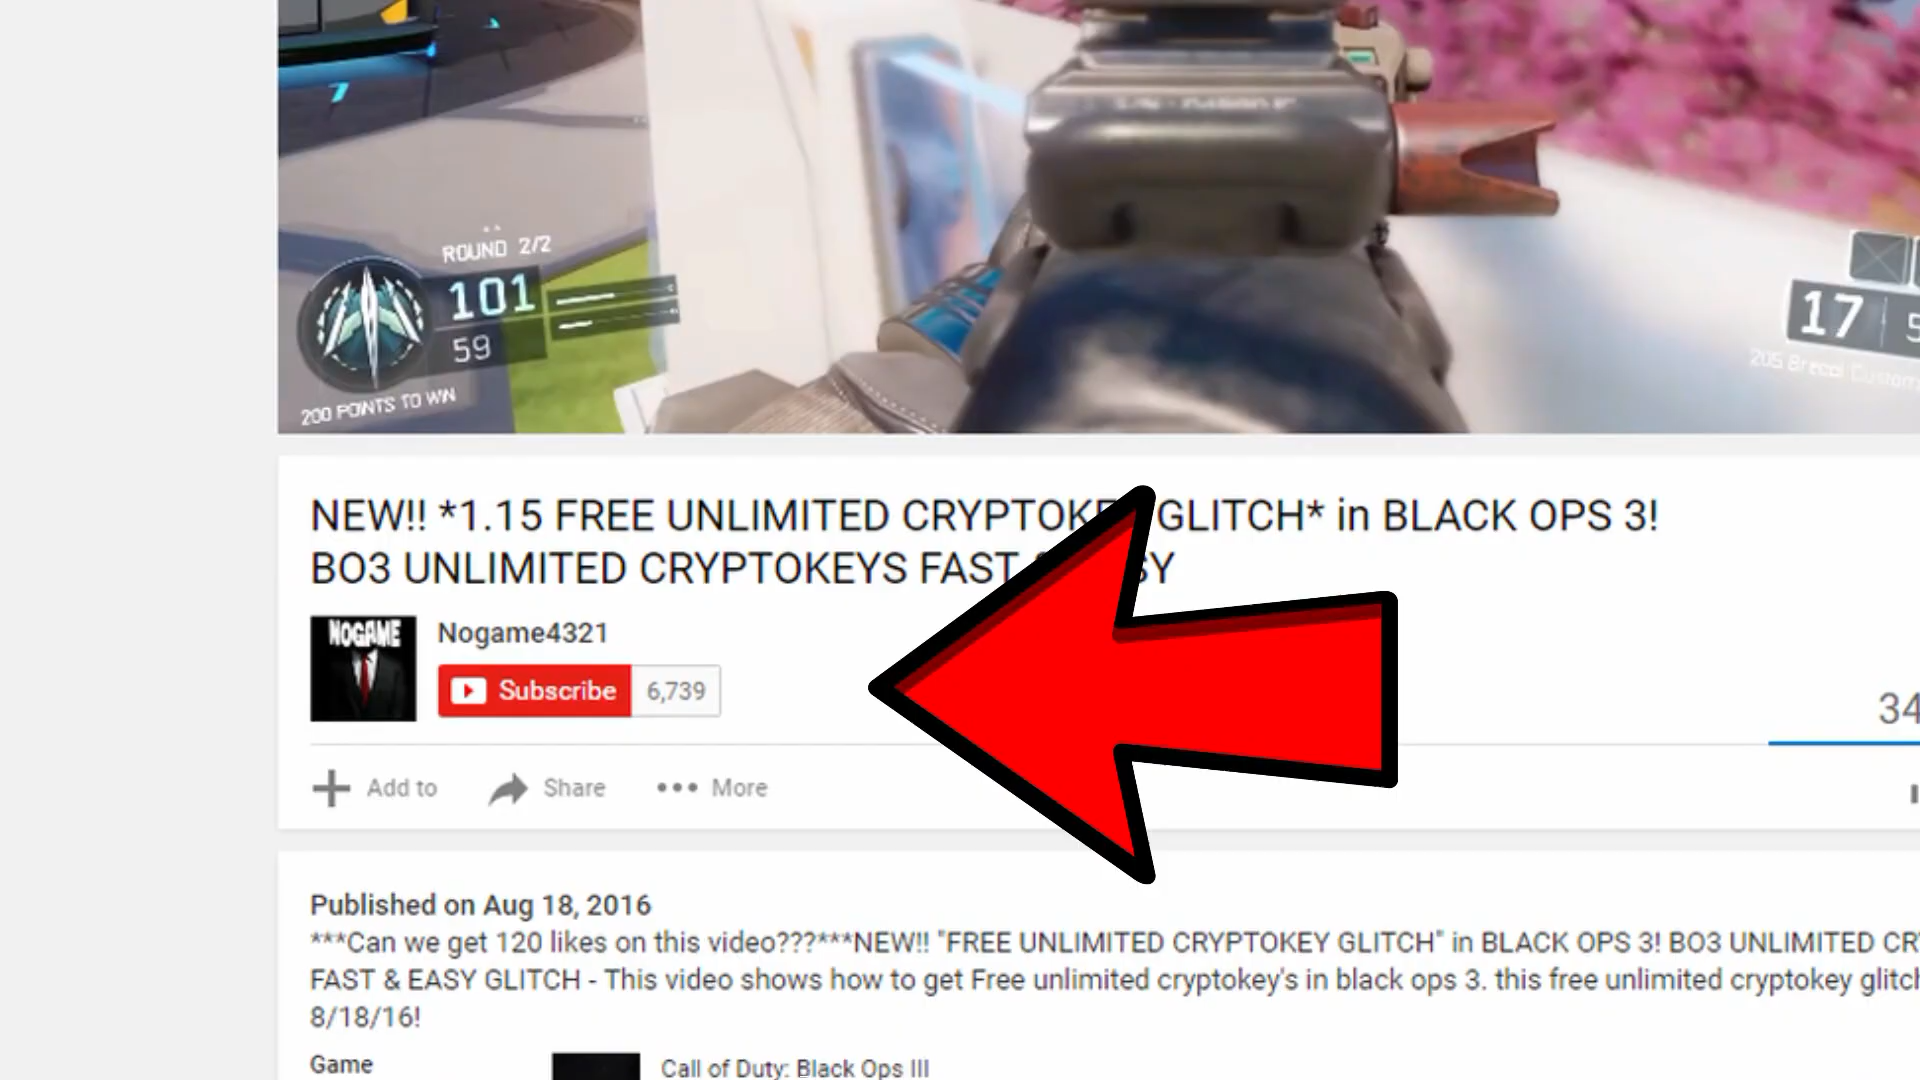 ROUND 2/2
101
59
200 POINTS TO WIN
17
NEW!! *1.15 FREE UNLIMITED GLITCH* in BLACK OPS 3!
BO3 UNLIMITED CRYPTOKEYS FAST
NOGAME
Nogame4321
Subscribe 6,739
34
Add to Share ••• More
Published on Aug 18, 2016
***Can we get 120 likes on this video???***NEW!! "FREE UNLIMITED CRYPTOKEY GLITCH" in BLACK OPS 3! BO3 UNLIMITED CR
FAST & EASY GLITCH - This video shows how to get Free unlimited cryptokey's in black ops 3. this free unlimited cryptokey glitch
8/18/16!
Game Call of Duty: Black Ops III